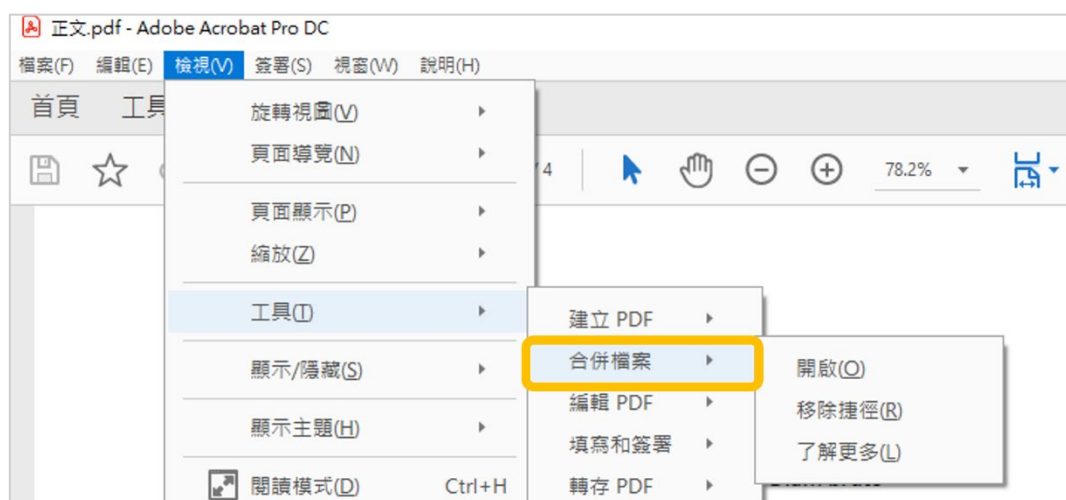 正文.pdf - Adobe Acrobat Pro DC
檔案(F) 編輯(E) 檢視(V) 簽署(S) 視窗(W) 說明(H)
首頁 工具
旋轉視圖(V)
頁面導覽(N)
/ 4
78.2%
頁面顯示(P)
縮放(Z)
工具(T)
顯示/隱藏(S)
顯示主題(H)
閱讀模式(D) Ctrl+H
建立 PDF
合併檔案
編輯 PDF
填寫和簽署
轉存 PDF
開啟(O)
移除捷徑(R)
了解更多(L)